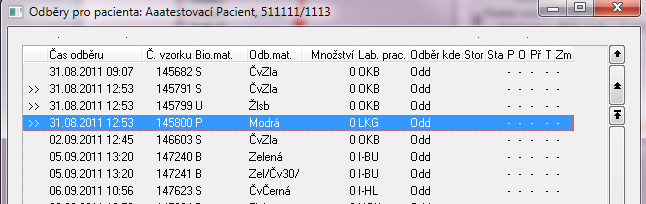 Odběry pro pacienta: Aaatestovací Pacient, 511111/1113
Čas odběru Č. vzorku Bio.mat. Odb.mat. Množství Lab. prac. Odběr kde Stor Sta P O Př T Zm
31.08.2011 09:07 145682 S ČvZla 0 OKB Odd - - - - -
>> 31.08.2011 12:53 145791 S ČvZla 0 OKB Odd - - - - -
>> 31.08.2011 12:53 145799 U Žlsb 0 OKB Odd - - - - -
>> 31.08.2011 12:53 145800 P Modrá 0 LKG Odd - - - - -
02.09.2011 12:45 146603 S ČvZla 0 OKB Odd - - - - -
05.09.2011 13:20 147240 B Zelená 0 I-BU Odd - - - - -
05.09.2011 13:20 147241 B Zel/Čv30/ 0 I-BU Odd - - - - -
06.09.2011 10:56 147623 S ČvČerná 0 I-HL Odd - - - - -